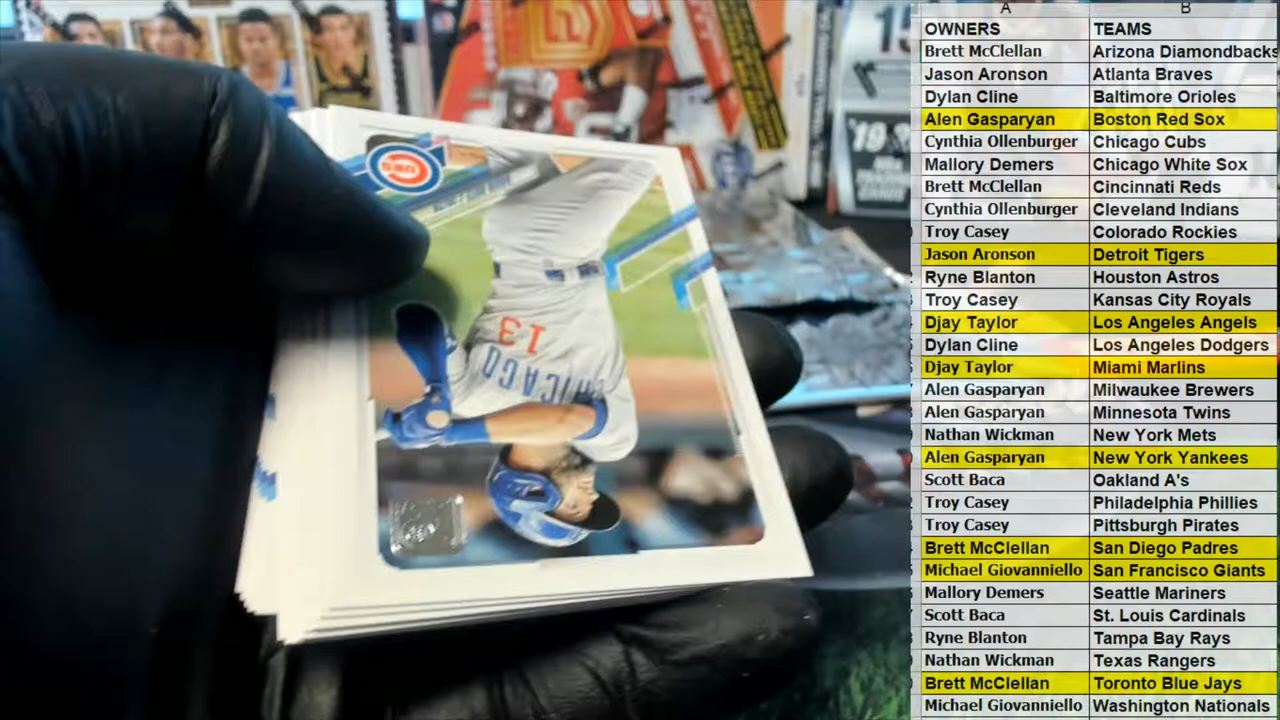 A B
OWNERS TEAMS
Brett McClellan Arizona Diamondbacks
Jason Aronson Atlanta Braves
Dylan Cline Baltimore Orioles
Alen Gasparyan Boston Red Sox
Cynthia Ollenburger Chicago Cubs
Mallory Demers Chicago White Sox
Brett McClellan Cincinnati Reds
Cynthia Ollenburger Cleveland Indians
Troy Casey Colorado Rockies
Jason Aronson Detroit Tigers
Ryne Blanton Houston Astros
Troy Casey Kansas City Royals
Djay Taylor Los Angeles Angels
Dylan Cline Los Angeles Dodgers
Djay Taylor Miami Marlins
Alen Gasparyan Milwaukee Brewers
Alen Gasparyan Minnesota Twins
Nathan Wickman New York Mets
Alen Gasparyan New York Yankees
Scott Baca Oakland A's
Troy Casey Philadelphia Phillies
Troy Casey Pittsburgh Pirates
Brett McClellan San Diego Padres
Michael Giovanniello San Francisco Giants
Mallory Demers Seattle Mariners
Scott Baca St. Louis Cardinals
Ryne Blanton Tampa Bay Rays
Nathan Wickman Texas Rangers
Brett McClellan Toronto Blue Jays
Michael Giovanniello Washington Nationals
13
CHICAGO